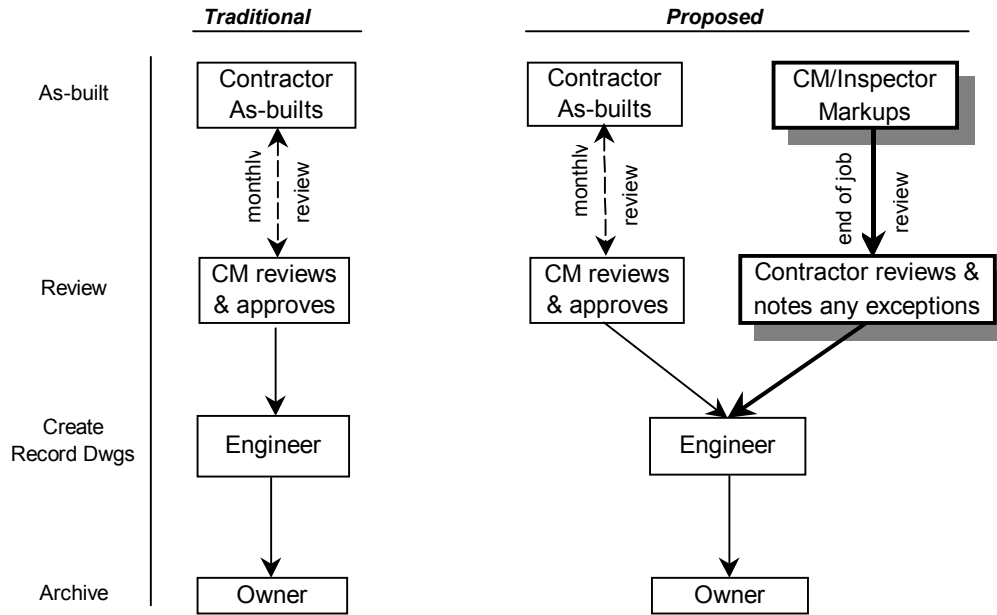 Traditional
Proposed
As-built
Contractor
As-builts
Contractor
As-builts
CM/Inspector
Markups
monthly
review
monthly
review
end of job
review
Review
CM reviews
& approves
CM reviews
& approves
Contractor reviews &
notes any exceptions
Create
Record Dwgs
Engineer
Engineer
Archive
Owner
Owner